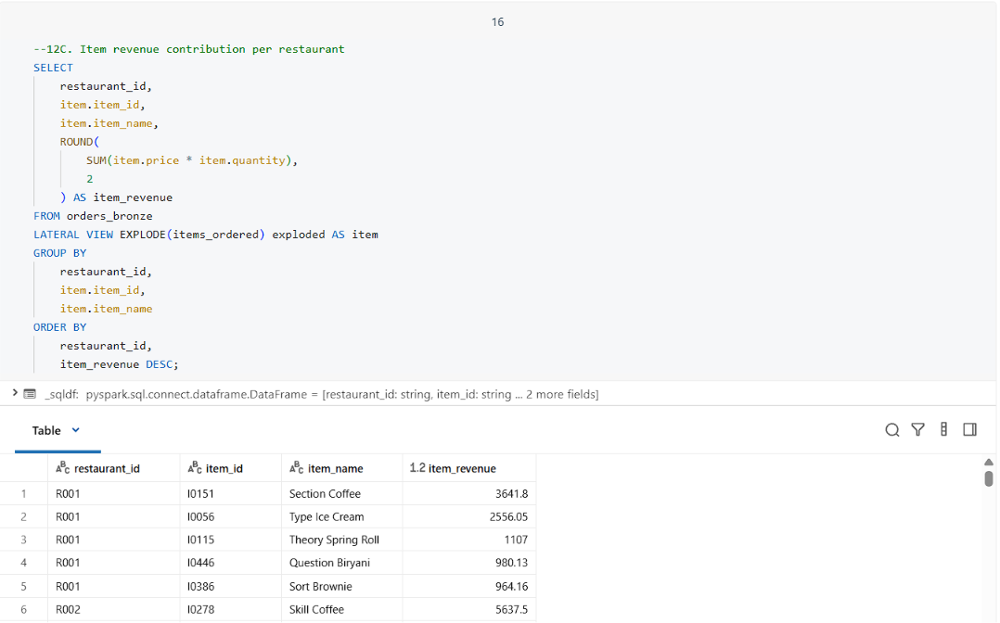 16
--12C. Item revenue contribution per restaurant
SELECT
restaurant_id,
item.item_id,
item.item_name,
ROUND(
SUM(item.price * item.quantity),
2
) AS item_revenue
FROM orders_bronze
LATERAL VIEW EXPLODE(items_ordered) exploded AS item
GROUP BY
restaurant_id,
item.item_id,
item.item_name
ORDER BY
restaurant_id,
item_revenue DESC;
_sqldf: pyspark.sql.connect.dataframe.DataFrame = [restaurant_id: string, item_id: string ... 2 more fields]
Table
ABC restaurant_id ABC item_id ABC item_name 1.2 item_revenue
1 R001 I0151 Section Coffee 3641.8
2 R001 I0056 Type Ice Cream 2556.05
3 R001 I0115 Theory Spring Roll 1107
4 R001 I0446 Question Biryani 980.13
5 R001 I0386 Sort Brownie 964.16
6 R002 I0278 Skill Coffee 5637.5